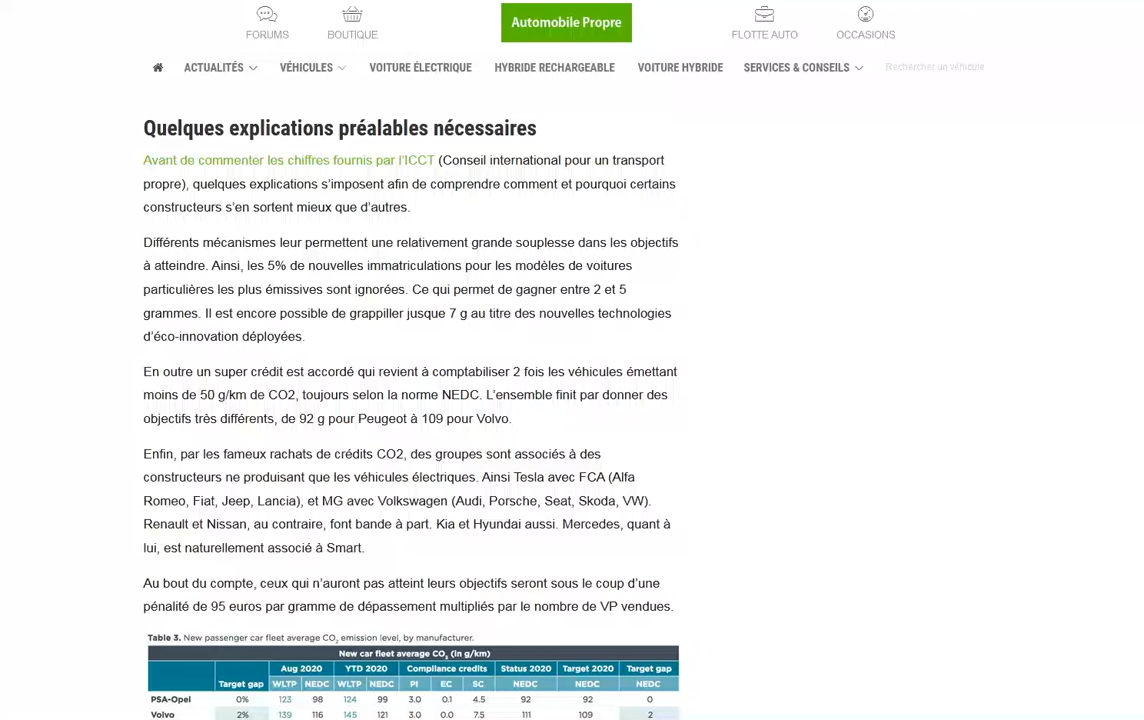 FORUMS
BOUTIQUE
Automobile Propre
FLOTTE AUTO
OCCASIONS
ACTUALITÉS
VÉHICULES
VOITURE ÉLECTRIQUE
HYBRIDE RECHARGEABLE
VOITURE HYBRIDE
SERVICES & CONSEILS
Rechercher un véhicule
Quelques explications préalables nécessaires
Avant de commenter les chiffres fournis par l’ICCT (Conseil international pour un transport
propre), quelques explications s’imposent afin de comprendre comment et pourquoi certains
constructeurs s’en sortent mieux que d’autres.
Différents mécanismes leur permettent une relativement grande souplesse dans les objectifs
à atteindre. Ainsi, les 5% de nouvelles immatriculations pour les modèles de voitures
particulières les plus émissives sont ignorées. Ce qui permet de gagner entre 2 et 5
grammes. Il est encore possible de grappiller jusque 7 g au titre des nouvelles technologies
d’éco-innovation déployées.
En outre un super crédit est accordé qui revient à comptabiliser 2 fois les véhicules émettant
moins de 50 g/km de CO2, toujours selon la norme NEDC. L’ensemble finit par donner des
objectifs très différents, de 92 g pour Peugeot à 109 pour Volvo.
Enfin, par les fameux rachats de crédits CO2, des groupes sont associés à des
constructeurs ne produisant que les véhicules électriques. Ainsi Tesla avec FCA (Alfa
Romeo, Fiat, Jeep, Lancia), et MG avec Volkswagen (Audi, Porsche, Seat, Skoda, VW).
Renault et Nissan, au contraire, font bande à part. Kia et Hyundai aussi. Mercedes, quant à
lui, est naturellement associé à Smart.
Au bout du compte, ceux qui n’auront pas atteint leurs objectifs seront sous le coup d’une
pénalité de 95 euros par gramme de dépassement multipliés par le nombre de VP vendues.
Table 3. New passenger car fleet average CO2 emission level, by manufacturer.
New car fleet average CO2 (in g/km)
Aug 2020 YTD 2020 Compliance credits Status 2020 Target 2020 Target gap
Target gap WLTP NEDC WLTP NEDC PI EC SC NEDC NEDC NEDC
PSA-Opel 0% 123 98 124 99 3.0 0.1 4.5 92 92 0
Volvo 2% 139 116 145 121 3.0 0.0 7.5 111 109 2